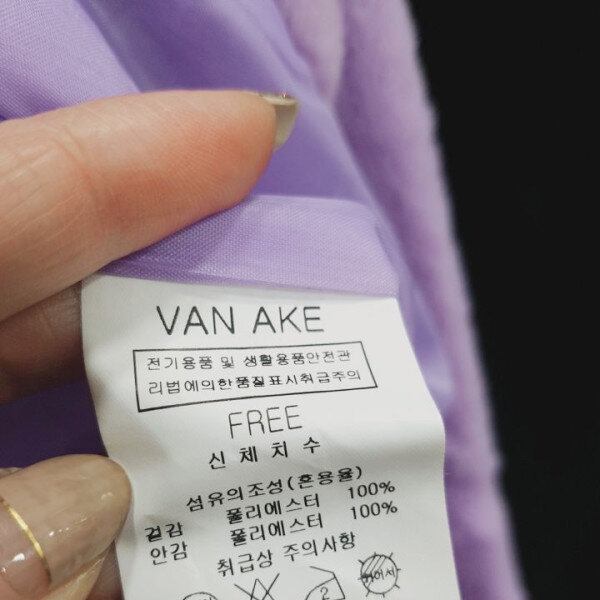 VAN AKE
전기용품 및 생활용품안전관
리법에의한품질표시취급주의
FREE
신체치수
섬유의조성(혼용율)
겉감 폴리에스터 100%
안감 폴리에스터 100%
취급상 주의사항
2